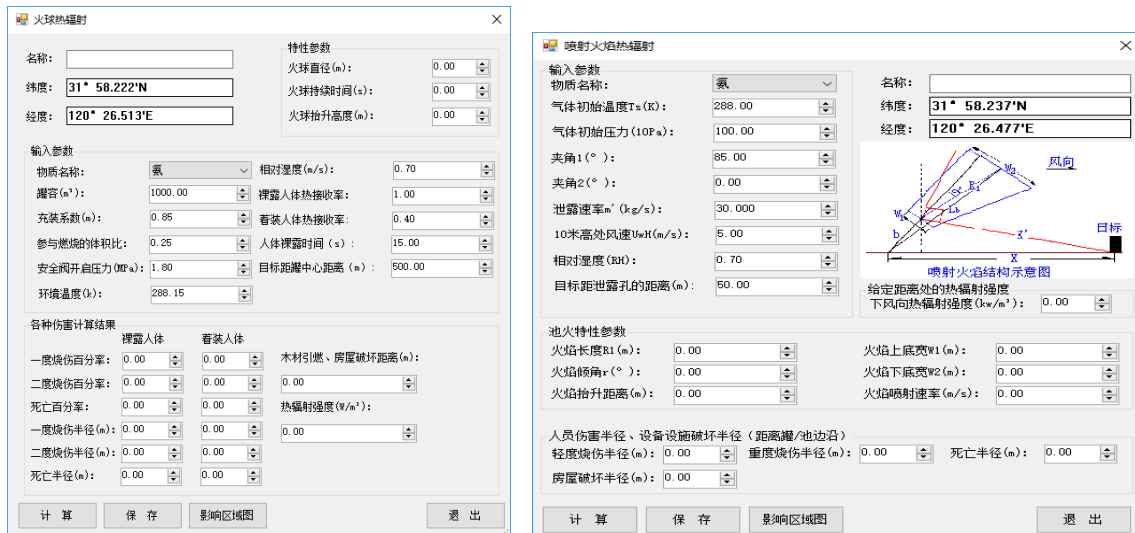 火球热辐射
名称:
纬度: 31° 58.222'N
经度: 120° 26.513'E
特性参数
火球直径(m): 0.00
火球持续时间(s): 0.00
火球抬升高度(m): 0.00
输入参数
物质名称: 氨 相对湿度(m/s): 0.70
罐容(m³): 1000.00 裸露人体热接收率: 1.00
充装系数(m): 0.85 着装人体热接收率: 0.40
参与燃烧的体积比: 0.25 人体裸露时间(s): 15.00
安全阀开启压力(MPa): 1.80 目标距罐中心距离(m): 500.00
环境温度(k): 288.15
各种伤害计算结果
裸露人体 着装人体
一度烧伤百分率: 0.00 0.00 木材引燃、房屋破坏距离(m):
二度烧伤百分率: 0.00 0.00 0.00
死亡百分率: 0.00 0.00 热辐射强度(W/m²):
一度烧伤半径(m): 0.00 0.00 0.00
二度烧伤半径(m): 0.00 0.00
死亡半径(m): 0.00 0.00
计 算 保 存 影响区域图 退 出
喷射火焰热辐射
输入参数
物质名称: 氨
气体初始温度Ts(K): 288.00
气体初始压力(10Pa): 100.00
夹角1(°): 85.00
夹角2(°): 0.00
泄露速率m'(kg/s): 30.000
10米高处风速UwH(m/s): 5.00
相对湿度(RH): 0.70
目标距泄露孔的距离(m): 50.00
名称:
纬度: 31° 58.237'N
经度: 120° 26.477'E
W2 风向
R1
W1 Lb
b X' 目标
X
喷射火焰结构示意图
给定距离处的热辐射强度
下风向热辐射强度(kw/m²): 0.00
池火特性参数
火焰长度R1(m): 0.00 火焰上底宽W1(m): 0.00
火焰倾角r(°): 0.00 火焰下底宽W2(m): 0.00
火焰抬升距离(m): 0.00 火焰喷射速率(m/s): 0.00
人员伤害半径、设备设施破坏半径(距离罐/池边沿)
轻度烧伤半径(m): 0.00 重度烧伤半径(m): 0.00 死亡半径(m): 0.00
房屋破坏半径(m): 0.00
计 算 保 存 影响区域图 退 出